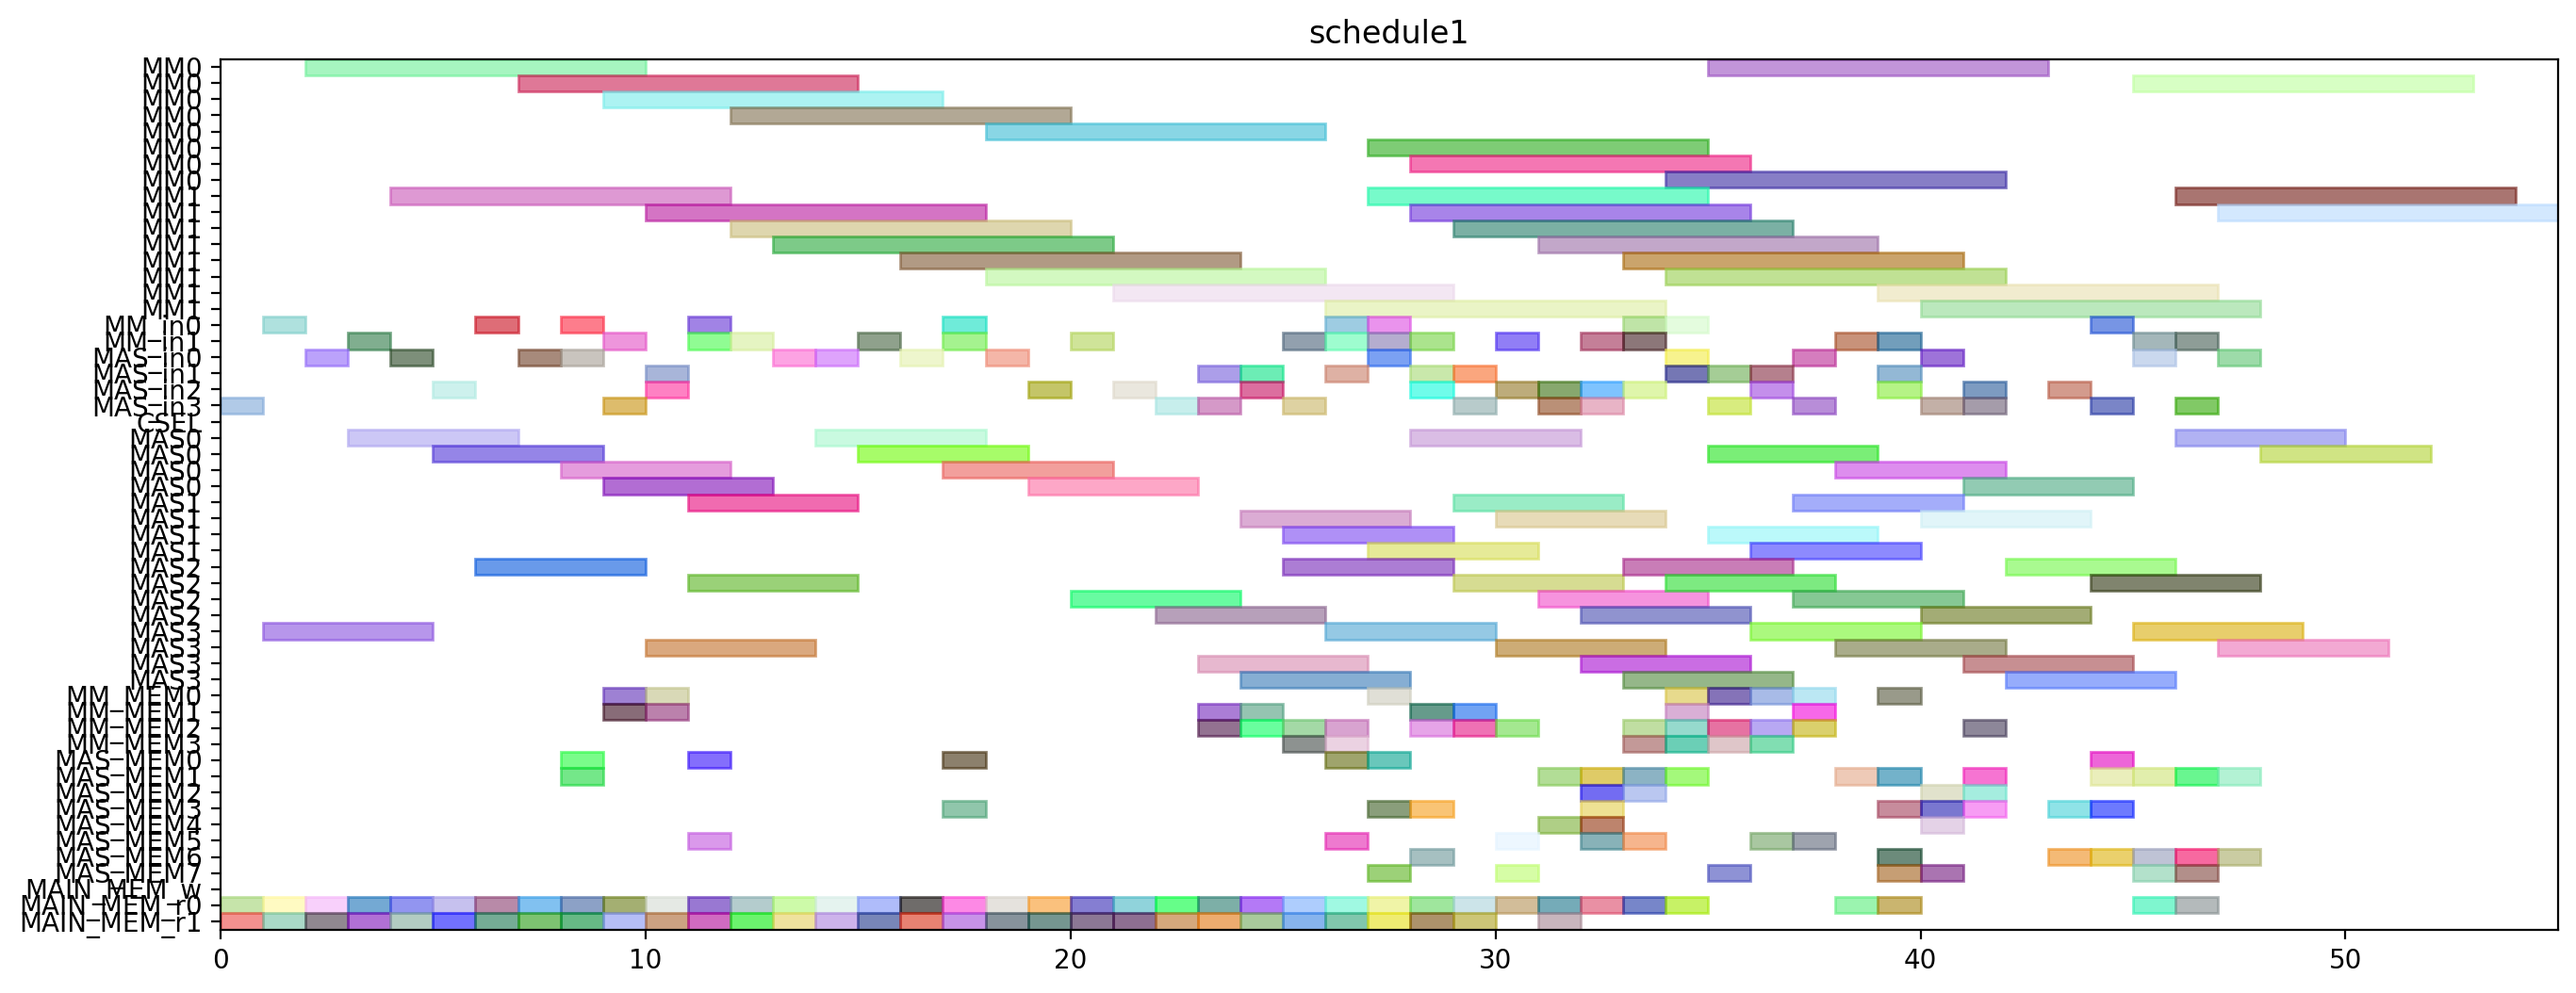 schedule1
MM0
MM0
MM0
MM0
MM0
MM0
MM0
MM0
MM1
MM1
MM1
MM1
MM1
MM1
MM1
MM1
MM_in0
MM_in1
MAS_in0
MAS_in1
MAS_in2
MAS_in3
CSEL
MAS0
MAS0
MAS0
MAS0
MAS1
MAS1
MAS1
MAS1
MAS2
MAS2
MAS2
MAS2
MAS3
MAS3
MAS3
MAS3
MM_MEM0
MM_MEM1
MM_MEM2
MM_MEM3
MAS_MEM0
MAS_MEM1
MAS_MEM2
MAS_MEM3
MAS_MEM4
MAS_MEM5
MAS_MEM6
MAS_MEM7
MAIN_MEM_w
MAIN_MEM_r0
MAIN_MEM_r1
0 10 20 30 40 50